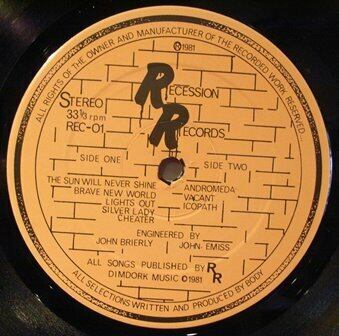 ALL RIGHTS OF THE OWNER AND MANUFACTURER OF THE RECORDED WORK RESERVED...
©1981
RECESSION
RECORDS
STEREO
33⅓ rpm
REC-01
SIDE ONE
THE SUN WILL NEVER SHINE
BRAVE NEW WORLD
LIGHTS OUT
SILVER LADY
CHEATER
SIDE TWO
ANDROMEDA
VACANT
ICOPATH
ENGINEERED BY
JOHN BRIERLY
JOHN EMISS
ALL SONGS PUBLISHED BY RR
DIMDORK MUSIC ©1981
ALL SELECTIONS WRITTEN AND PRODUCED BY BODY